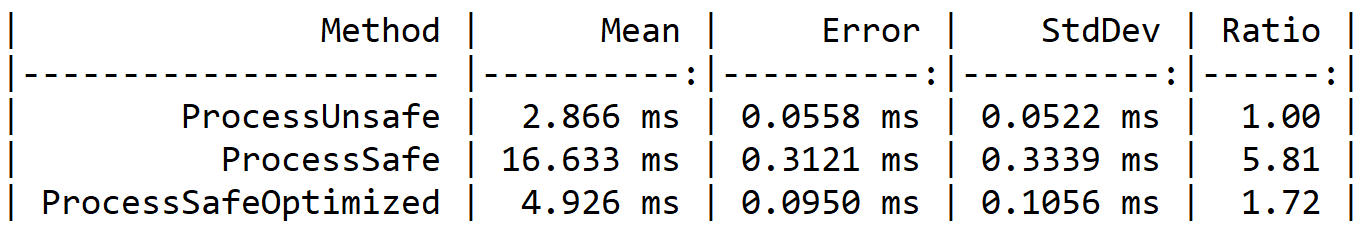 |               Method |      Mean |     Error |    StdDev | Ratio |
|--------------------- |----------:|----------:|----------:|------:|
|        ProcessUnsafe |  2.866 ms | 0.0558 ms | 0.0522 ms |  1.00 |
|          ProcessSafe | 16.633 ms | 0.3121 ms | 0.3339 ms |  5.81 |
| ProcessSafeOptimized |  4.926 ms | 0.0950 ms | 0.1056 ms |  1.72 |